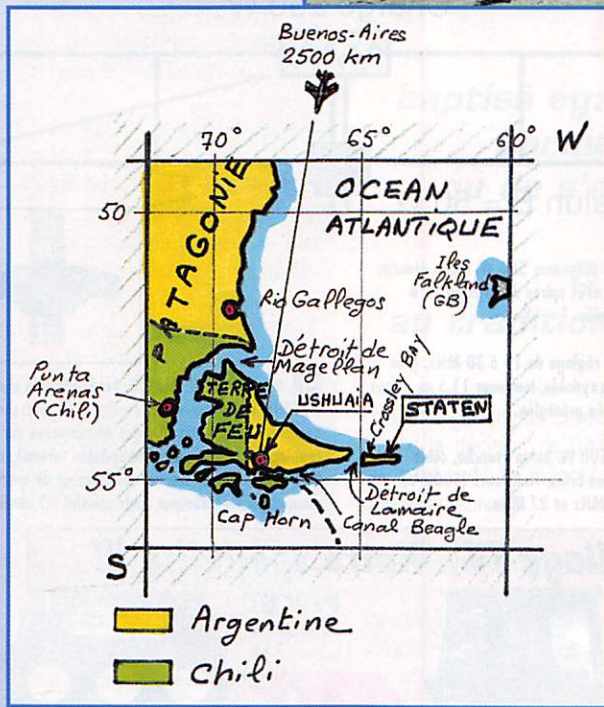 Buenos-Aires
2500 km
70°
65°
60°
W
50
PATAGONIE
OCEAN
ATLANTIQUE
Iles
Falkland
(GB)
Rio Gallegos
Détroit de
Magellan
Punta
Arenas
(Chili)
TERRE
DE
FEU
USHUAIA
Crossley BAY
STATEN
55°
Détroit de
Lamaire
Canal Beagle
Cap Horn
S
Argentine
Chili